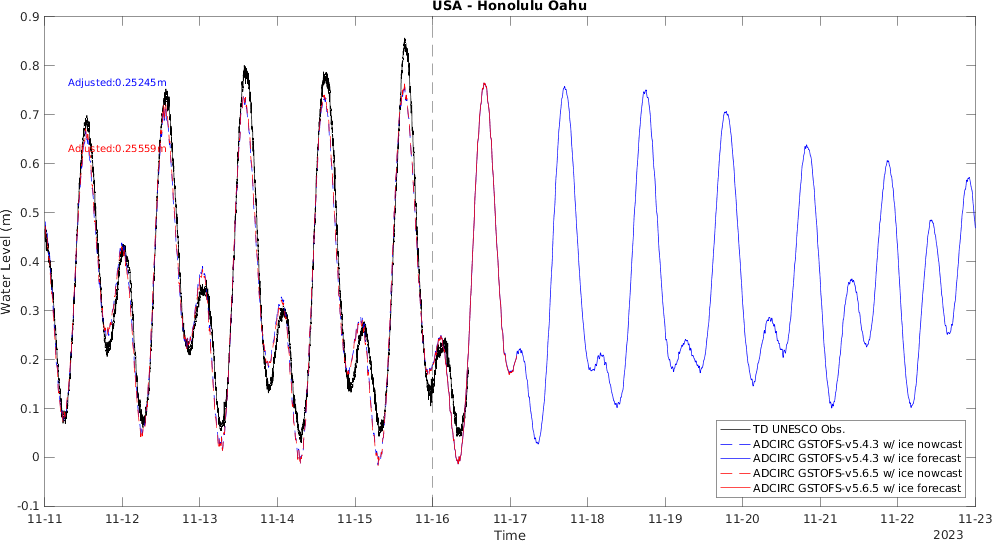 USA - Honolulu Oahu
0.9
0.8
0.7
0.6
0.5
0.4
0.3
0.2
0.1
0
-0.1
Water Level (m)
Adjusted:0.25245m
Adjusted:0.25559m
TD UNESCO Obs.
ADCIRC GSTOFS-v5.4.3 w/ ice nowcast
ADCIRC GSTOFS-v5.4.3 w/ ice forecast
ADCIRC GSTOFS-v5.6.5 w/ ice nowcast
ADCIRC GSTOFS-v5.6.5 w/ ice forecast
11-11 11-12 11-13 11-14 11-15 11-16 11-17 11-18 11-19 11-20 11-21 11-22 11-23
Time
2023